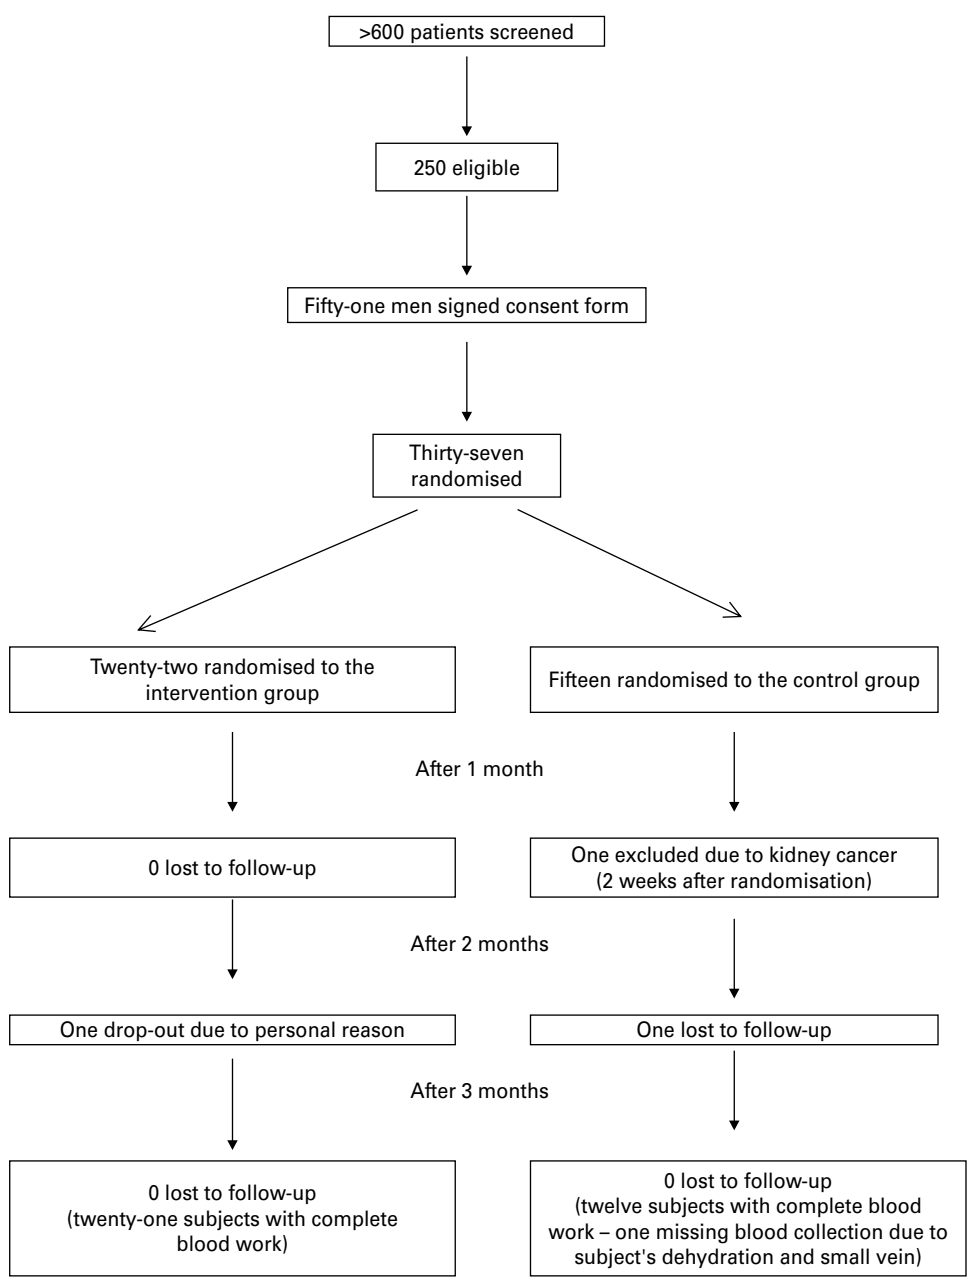 >600 patients screened
250 eligible
Fifty-one men signed consent form
Thirty-seven
randomised
Twenty-two randomised to the
intervention group
Fifteen randomised to the control group
After 1 month
0 lost to follow-up
One excluded due to kidney cancer
(2 weeks after randomisation)
After 2 months
One drop-out due to personal reason
One lost to follow-up
After 3 months
0 lost to follow-up
(twenty-one subjects with complete
blood work)
0 lost to follow-up
(twelve subjects with complete blood
work – one missing blood collection due to
subject's dehydration and small vein)